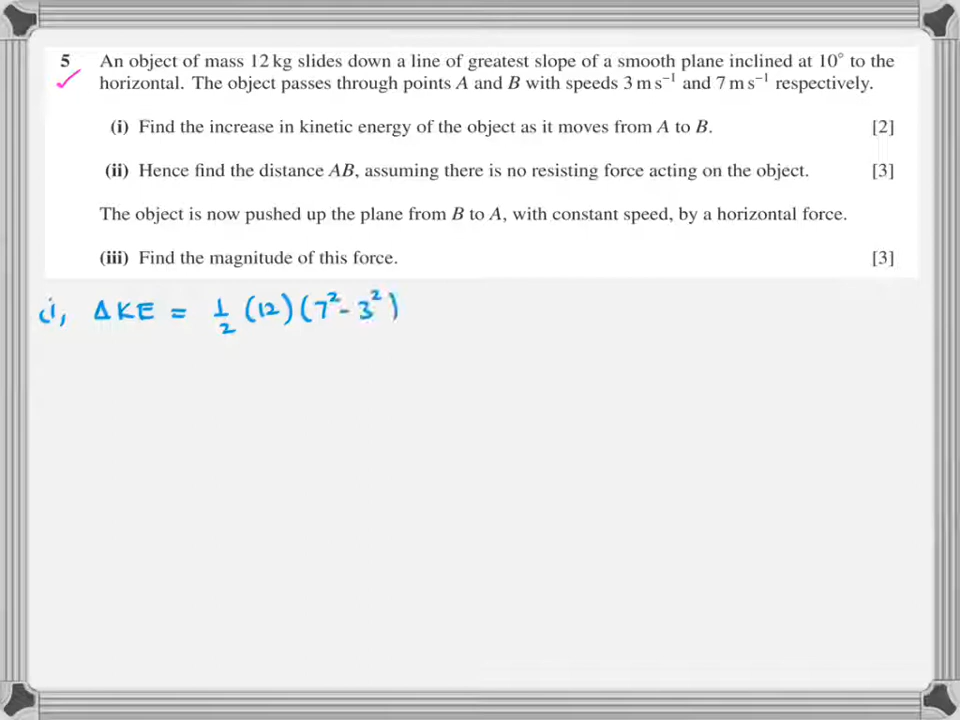 5 An object of mass 12 kg slides down a line of greatest slope of a smooth plane inclined at 10° to the
horizontal. The object passes through points A and B with speeds 3 m s⁻¹ and 7 m s⁻¹ respectively.
(i) Find the increase in kinetic energy of the object as it moves from A to B. [2]
(ii) Hence find the distance AB, assuming there is no resisting force acting on the object. [3]
The object is now pushed up the plane from B to A, with constant speed, by a horizontal force.
(iii) Find the magnitude of this force. [3]
(i, ΔKE = 1/2 (12)(7² - 3²)